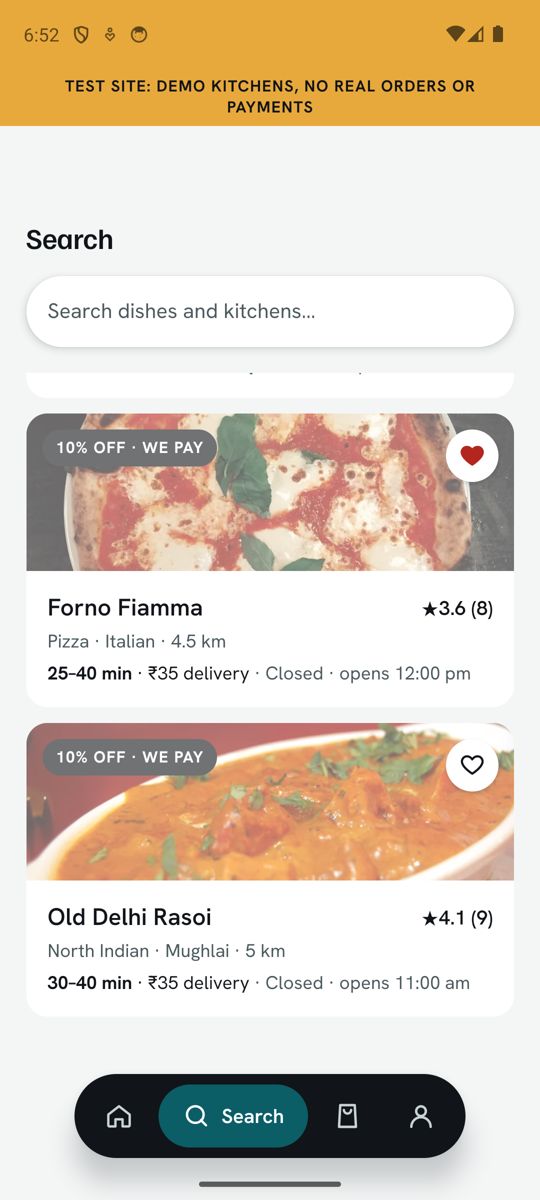 6:52
TEST SITE: DEMO KITCHENS, NO REAL ORDERS OR
PAYMENTS
Search
Search dishes and kitchens...
10% OFF · WE PAY
Forno Fiamma
★3.6 (8)
Pizza · Italian · 4.5 km
25–40 min · ₹35 delivery · Closed · opens 12:00 pm
10% OFF · WE PAY
Old Delhi Rasoi
★4.1 (9)
North Indian · Mughlai · 5 km
30–40 min · ₹35 delivery · Closed · opens 11:00 am
Search